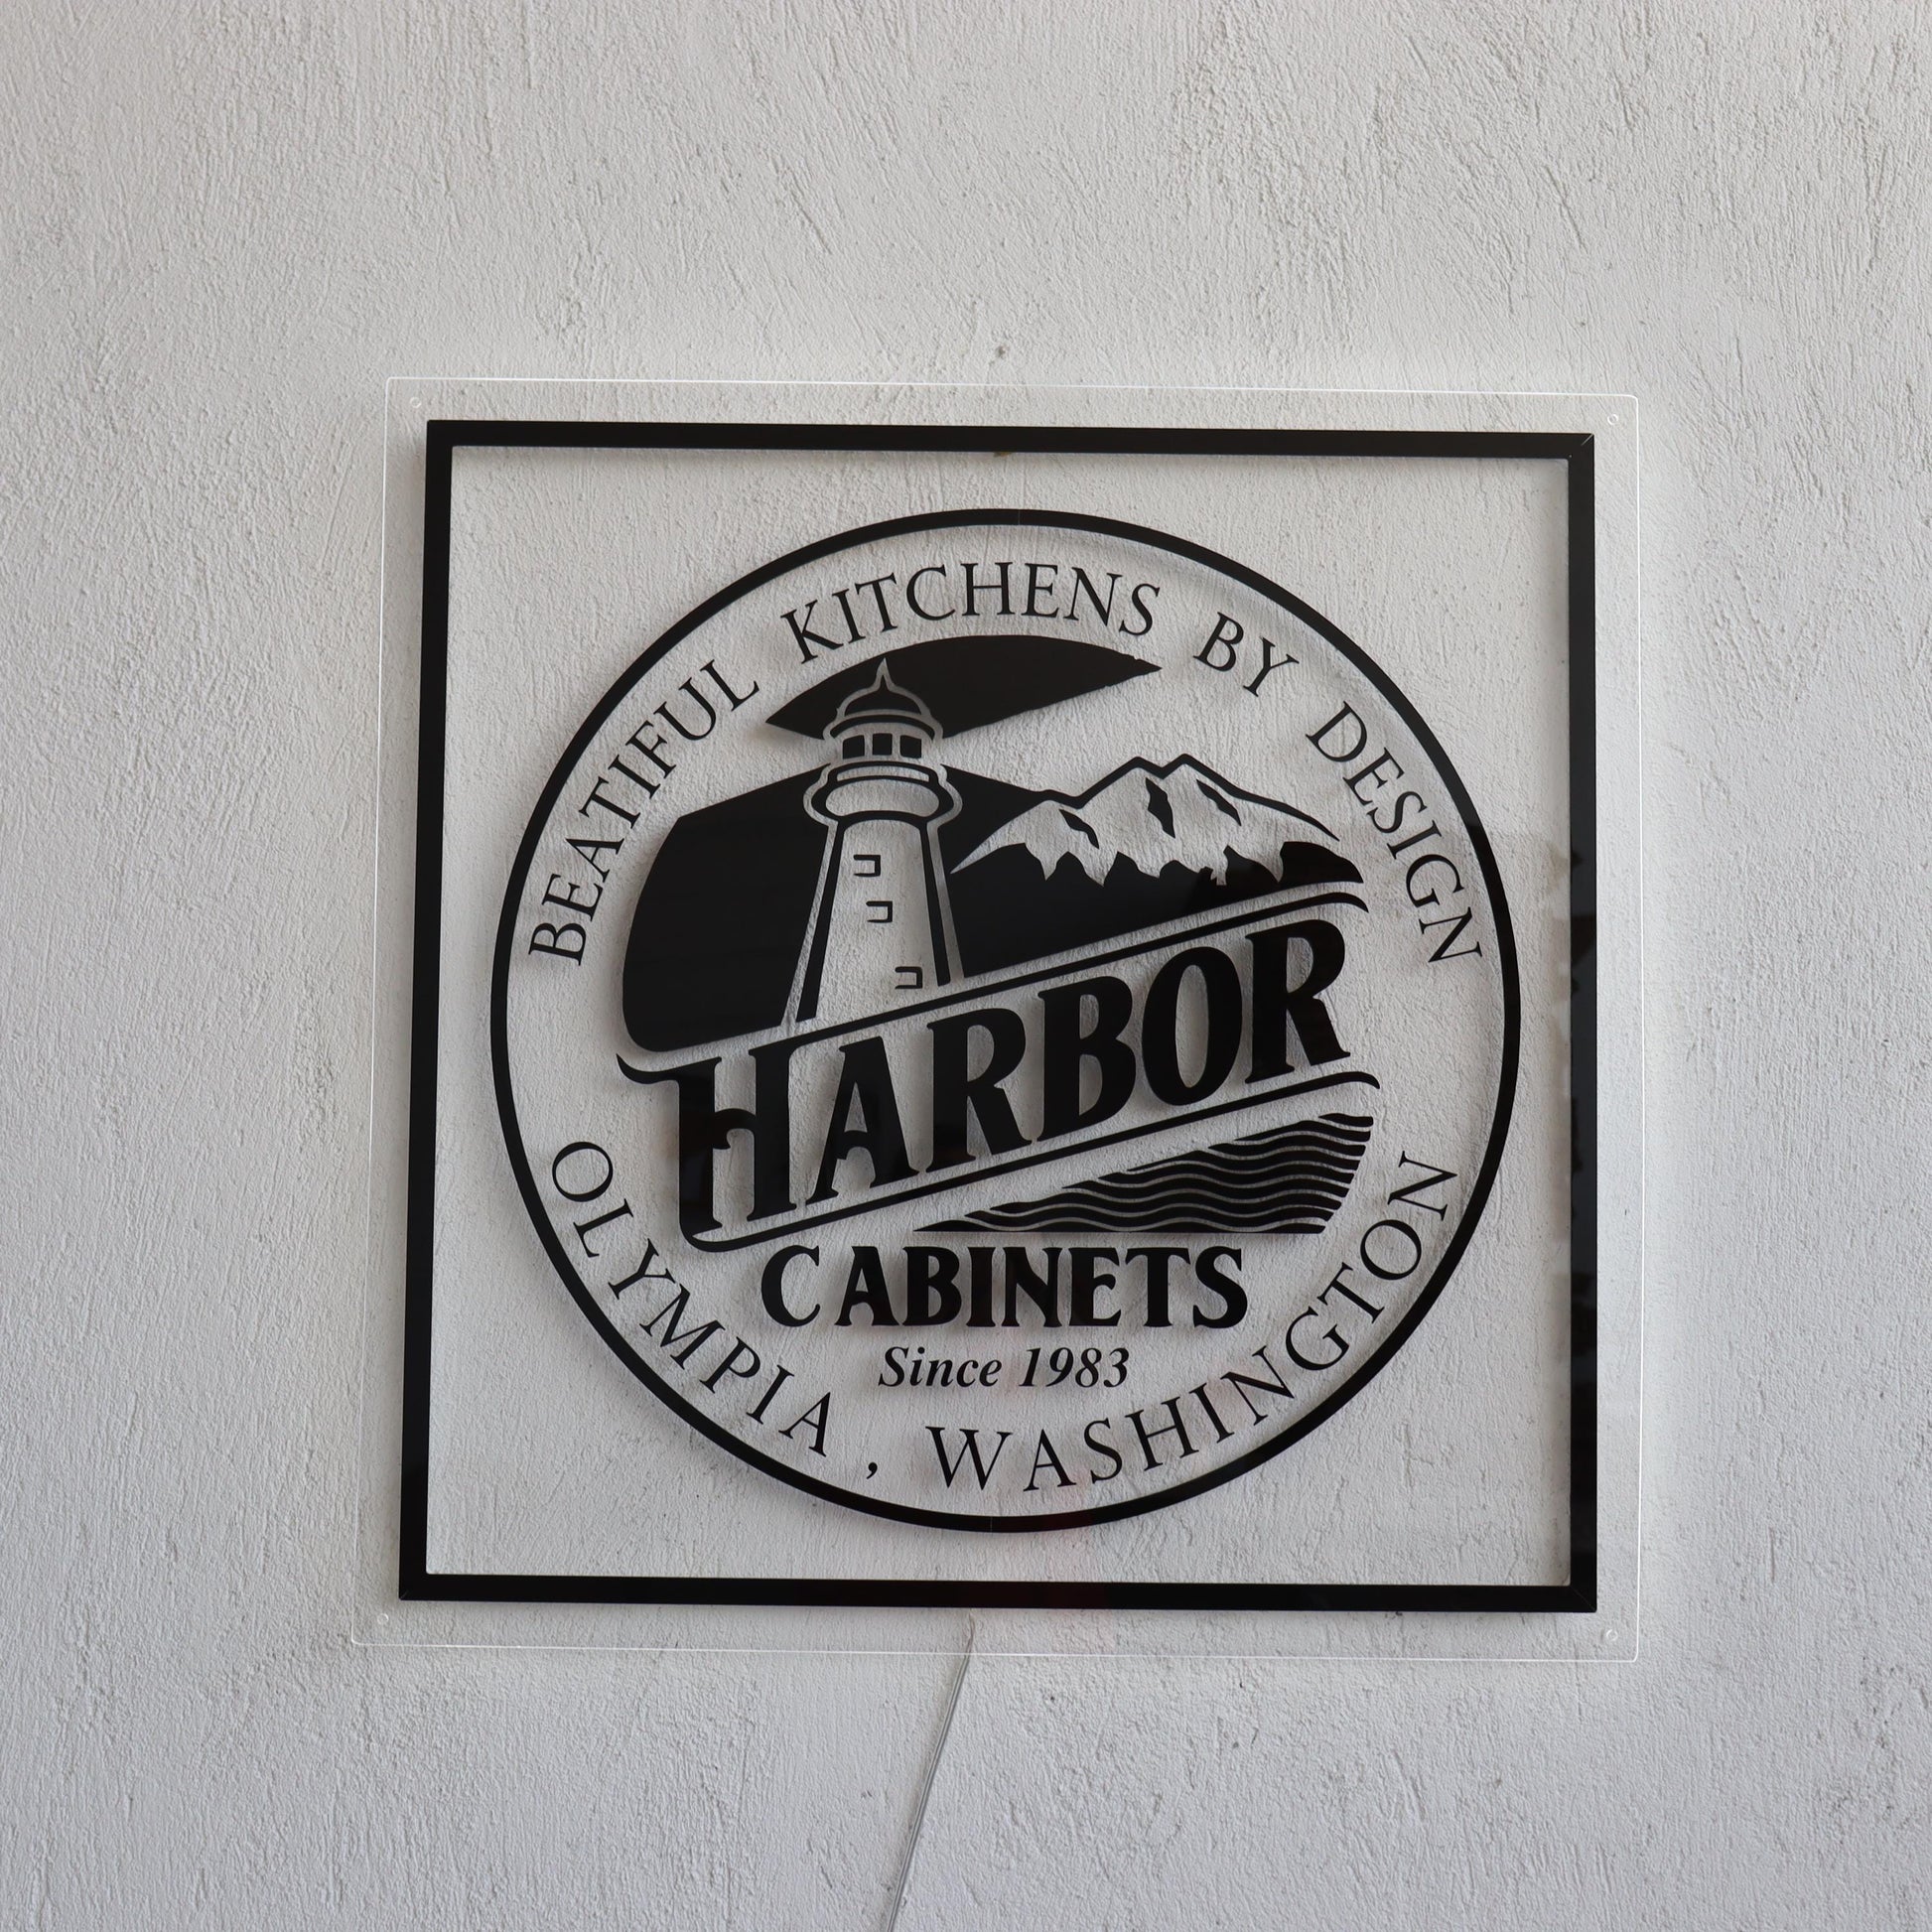 BEATIFUL KITCHENS BY DESIGN
HARBOR
CABINETS
Since 1983
OLYMPIA , WASHINGTON